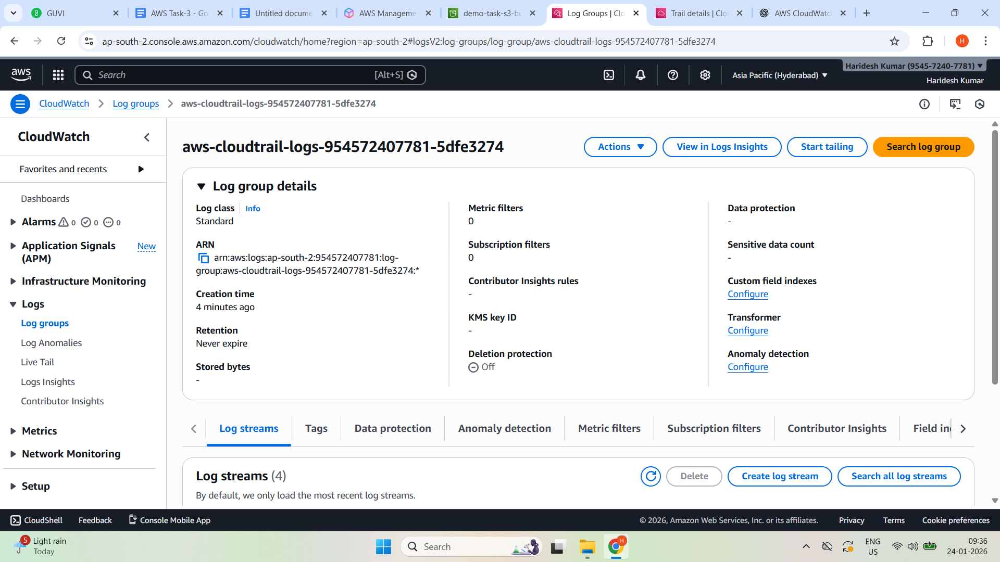 GUVI
AWS Task-3 - Go
Untitled docume
AWS Manageme
demo-task-s3-bu
Log Groups | Clo
Trail details | Clo
AWS CloudWatc
ap-south-2.console.aws.amazon.com/cloudwatch/home?region=ap-south-2#logsV2:log-groups/log-group/aws-cloudtrail-logs-954572407781-5dfe3274
H
aws
Search
[Alt+S]
Asia Pacific (Hyderabad)
Haridesh Kumar (9545-7240-7781)
Haridesh Kumar
CloudWatch
Log groups
aws-cloudtrail-logs-954572407781-5dfe3274
CloudWatch
Favorites and recents
Dashboards
Alarms 0 0 0
Application Signals (APM)
New
Infrastructure Monitoring
Logs
Log groups
Log Anomalies
Live Tail
Logs Insights
Contributor Insights
Metrics
Network Monitoring
Setup
aws-cloudtrail-logs-954572407781-5dfe3274
Actions
View in Logs Insights
Start tailing
Search log group
Log group details
Log class
Info
Standard
ARN
arn:aws:logs:ap-south-2:954572407781:log-
group:aws-cloudtrail-logs-954572407781-5dfe3274:*
Creation time
4 minutes ago
Retention
Never expire
Stored bytes
-
Metric filters
0
Subscription filters
0
Contributor Insights rules
-
KMS key ID
-
Deletion protection
Off
Data protection
-
Sensitive data count
-
Custom field indexes
Configure
Transformer
Configure
Anomaly detection
Configure
Log streams
Tags
Data protection
Anomaly detection
Metric filters
Subscription filters
Contributor Insights
Field in
Log streams (4)
By default, we only load the most recent log streams.
Delete
Create log stream
Search all log streams
CloudShell
Feedback
Console Mobile App
© 2026, Amazon Web Services, Inc. or its affiliates.
Privacy
Terms
Cookie preferences
5
Light rain
Today
Search
H
ENG
US
09:36
24-01-2026